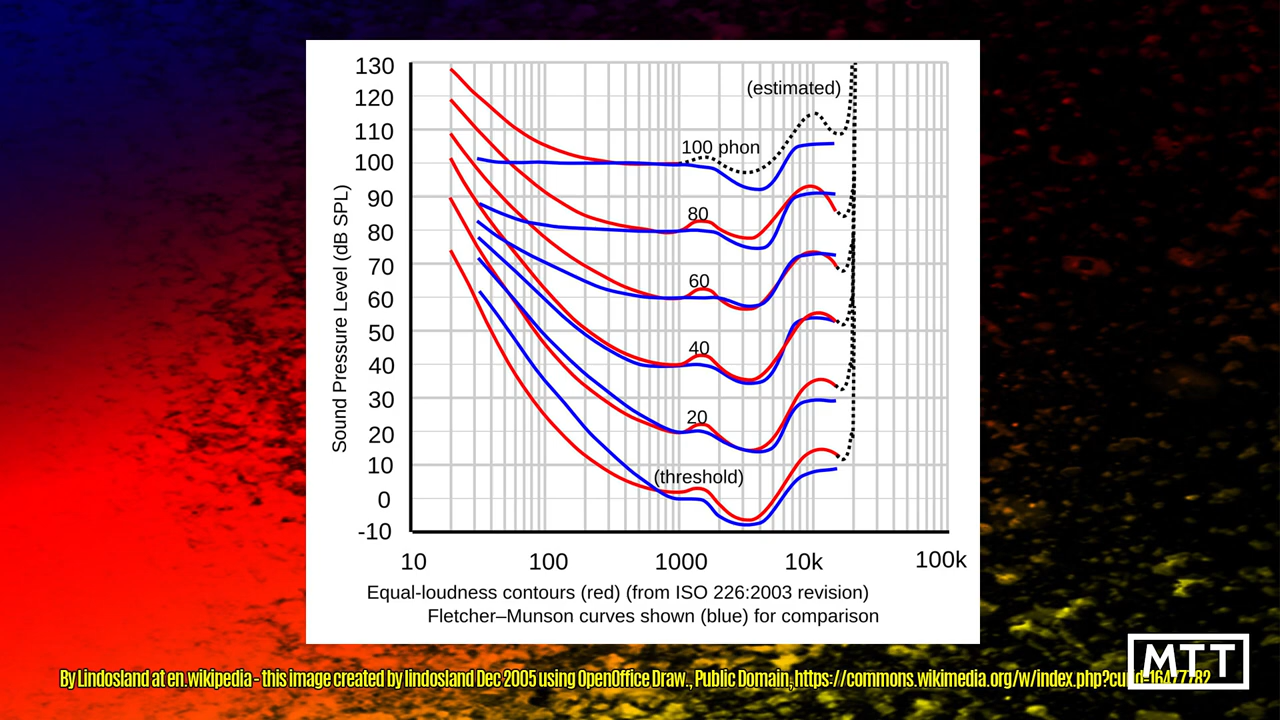 130
120
110
100
90
80
70
60
50
40
30
20
10
0
-10
Sound Pressure Level (dB SPL)
(estimated)
100 phon
80
60
40
20
(threshold)
10 100 1000 10k 100k
Equal-loudness contours (red) (from ISO 226:2003 revision)
Fletcher–Munson curves shown (blue) for comparison
MTT
By Lindosland at en.wikipedia - this image created by lindosland Dec 2005 using OpenOffice Draw., Public Domain, https://commons.wikimedia.org/w/index.php?